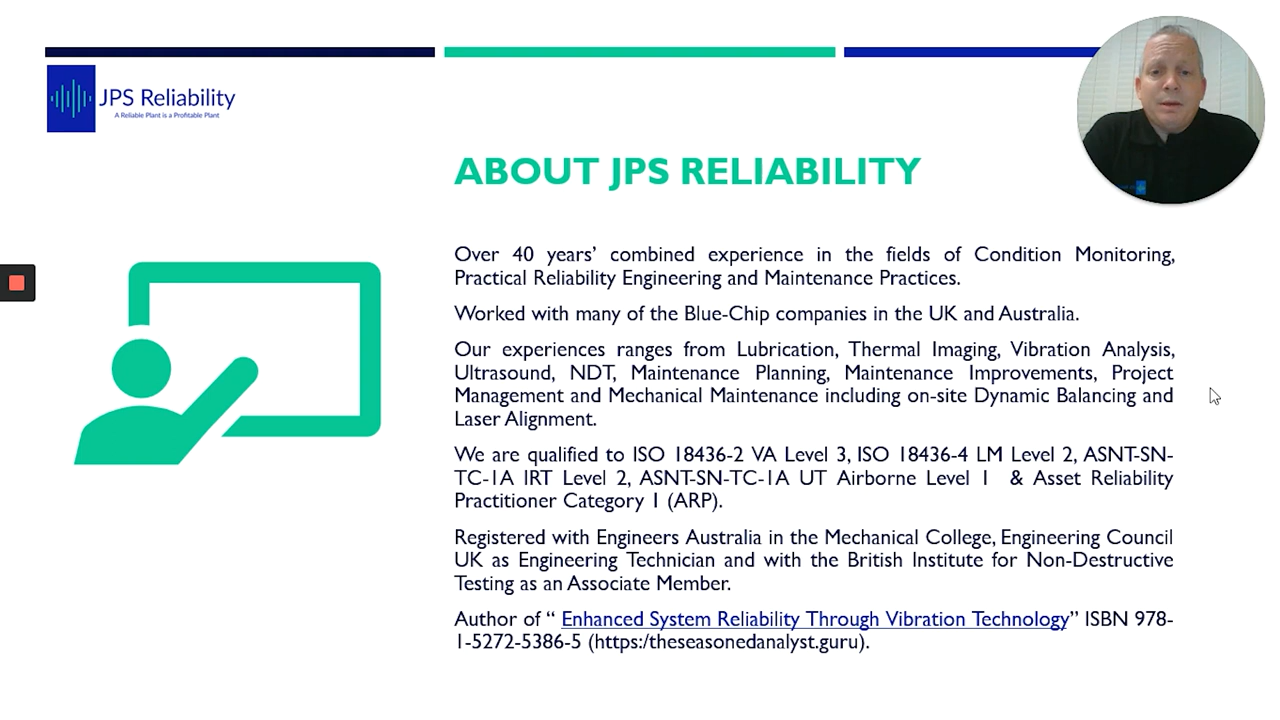 JPS Reliability
A Reliable Plant is a Profitable Plant
ABOUT JPS RELIABILITY
Over 40 years’ combined experience in the fields of Condition Monitoring,
Practical Reliability Engineering and Maintenance Practices.
Worked with many of the Blue-Chip companies in the UK and Australia.
Our experiences ranges from Lubrication, Thermal Imaging, Vibration Analysis,
Ultrasound, NDT, Maintenance Planning, Maintenance Improvements, Project
Management and Mechanical Maintenance including on-site Dynamic Balancing and
Laser Alignment.
We are qualified to ISO 18436-2 VA Level 3, ISO 18436-4 LM Level 2, ASNT-SN-
TC-1A IRT Level 2, ASNT-SN-TC-1A UT Airborne Level 1 & Asset Reliability
Practitioner Category 1 (ARP).
Registered with Engineers Australia in the Mechanical College, Engineering Council
UK as Engineering Technician and with the British Institute for Non-Destructive
Testing as an Associate Member.
Author of “ Enhanced System Reliability Through Vibration Technology” ISBN 978-
1-5272-5386-5 (https:/theseasonedanalyst.guru).